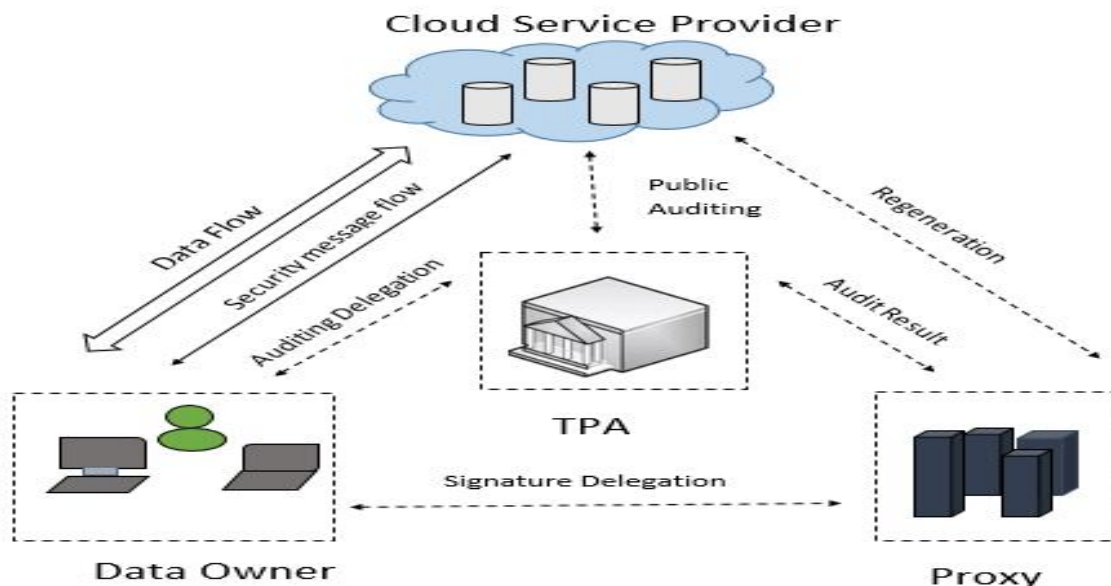 Cloud Service Provider
Data Flow
Security message flow
Auditing Delegation
Public
Auditing
Regeneration
Audit Result
TPA
Signature Delegation
Data Owner
Proxy